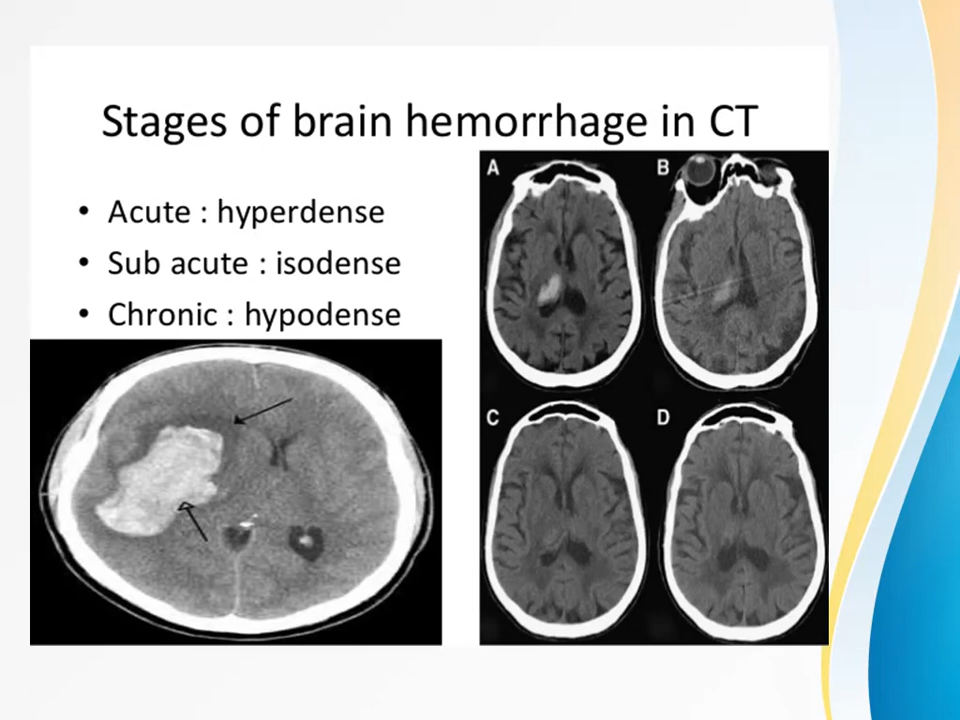 Stages of brain hemorrhage in CT
• Acute : hyperdense
• Sub acute : isodense
• Chronic : hypodense
A
B
C
D